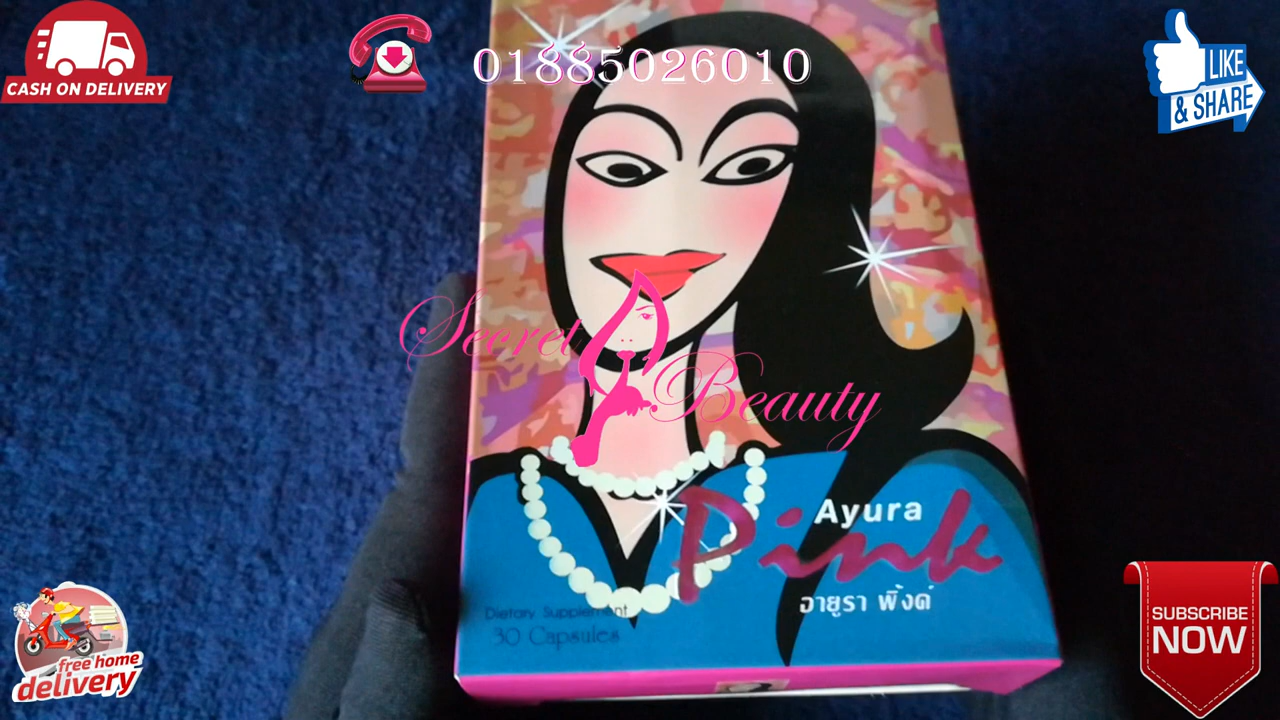 CASH ON DELIVERY
01885026010
LIKE
& SHARE
Secret
Beauty
Ayura
Pink
อายูรา พิ้งค์
Dietary Supplement
30 Capsules
free home
delivery
SUBSCRIBE
NOW